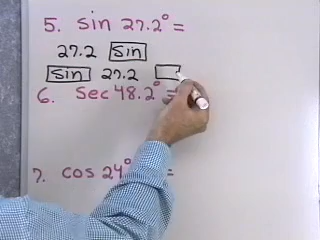 5. sin 27.2° =
27.2 sin
sin 27.2
6. sec 48.2° =
7. cos 24° =